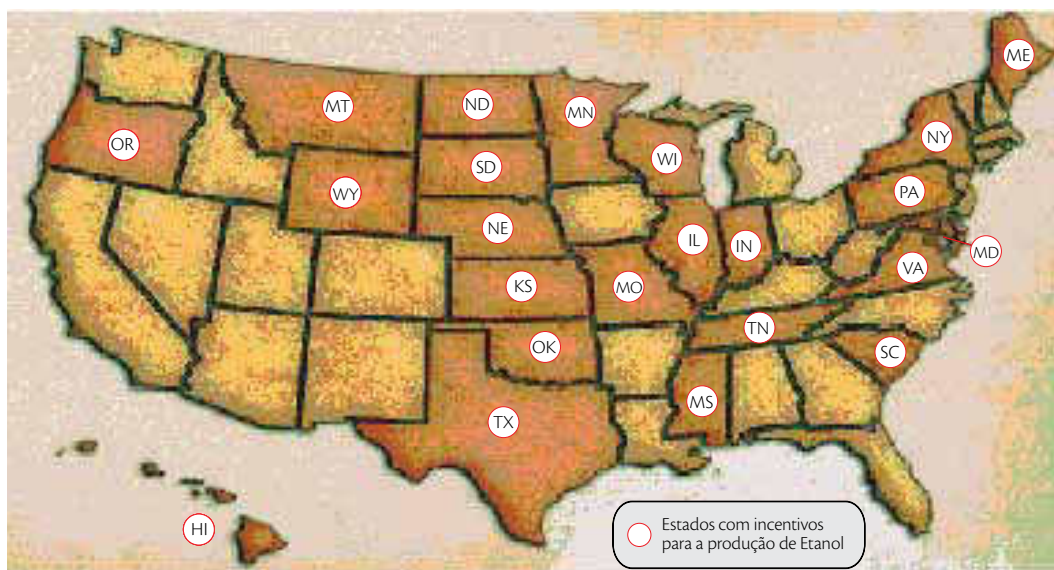 ME
MT
ND
MN
OR
NY
WI
SD
PA
WY
NE
IL
IN
MD
VA
KS
MO
TN
OK
SC
MS
TX
HI
Estados com incentivos
para a produção de Etanol